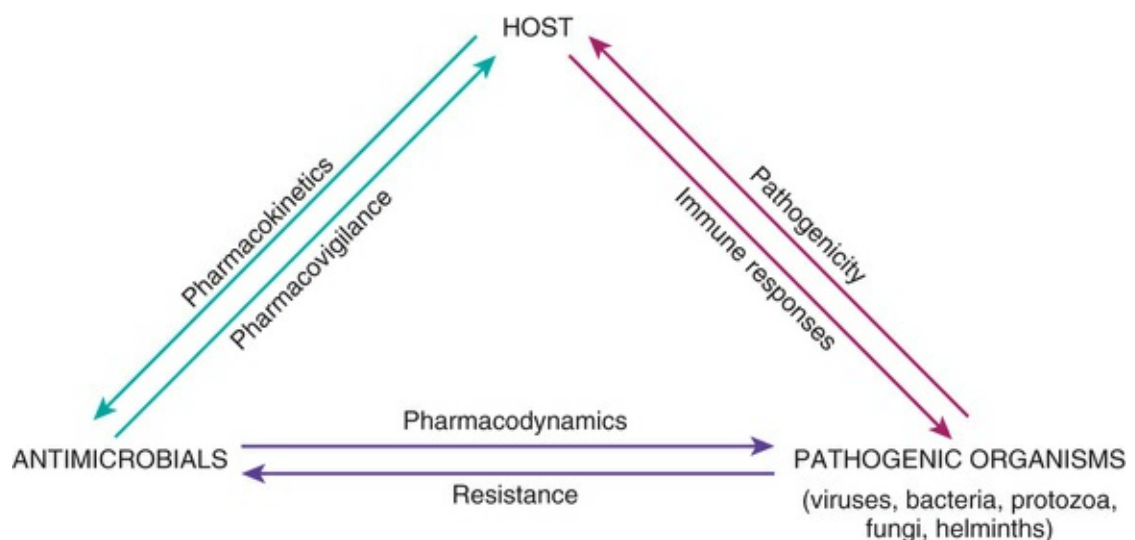 HOST
Pharmacokinetics
Pharmacovigilance
Pathogenicity
Immune responses
Pharmacodynamics
ANTIMICROBIALS
PATHOGENIC ORGANISMS
Resistance
(viruses, bacteria, protozoa,
fungi, helminths)